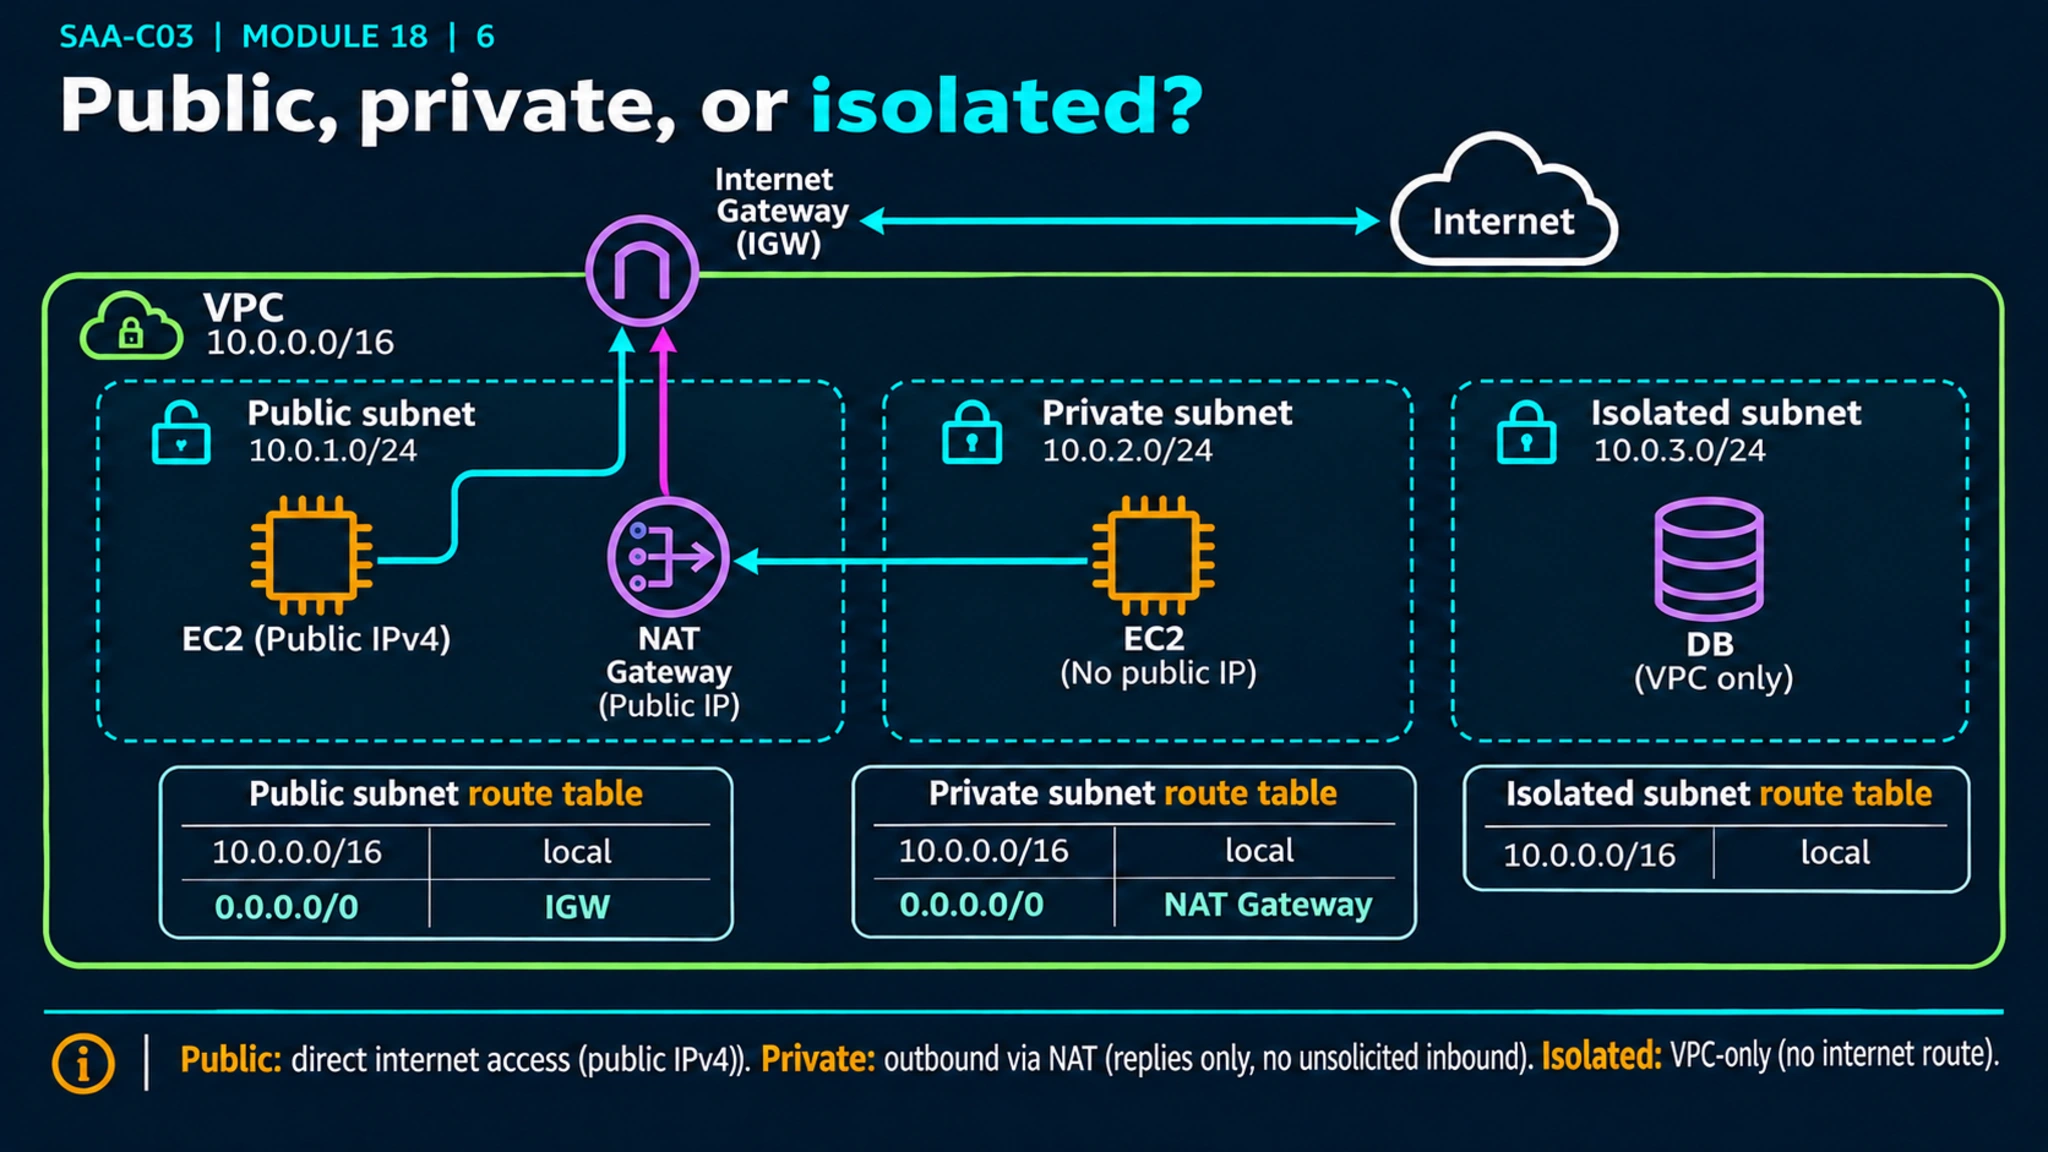 SAA-C03 | MODULE 18 | 6
Public, private, or isolated?
Internet
Gateway
(IGW)
Internet
VPC
10.0.0.0/16
Public subnet
10.0.1.0/24
EC2 (Public IPv4)
NAT
Gateway
(Public IP)
Private subnet
10.0.2.0/24
EC2
(No public IP)
Isolated subnet
10.0.3.0/24
DB
(VPC only)
Public subnet route table
10.0.0.0/16 local
0.0.0.0/0 IGW
Private subnet route table
10.0.0.0/16 local
0.0.0.0/0 NAT Gateway
Isolated subnet route table
10.0.0.0/16 local
Public: direct internet access (public IPv4)). Private: outbound via NAT (replies only, no unsolicited inbound). Isolated: VPC-only (no internet route).